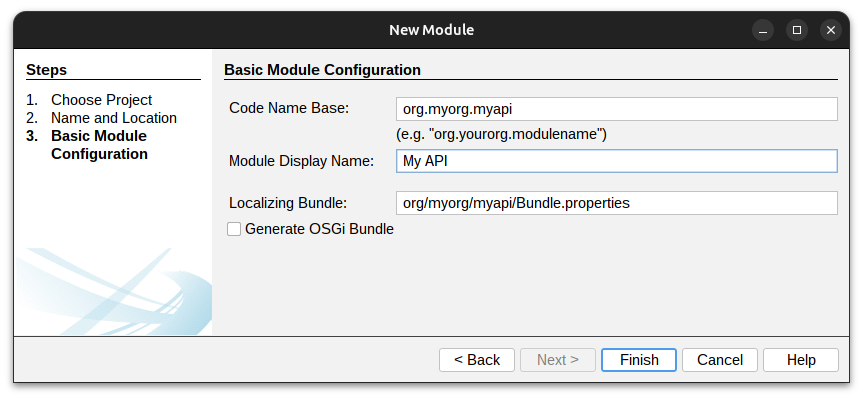 New Module
Steps
1. Choose Project
2. Name and Location
3. Basic Module
Configuration
Basic Module Configuration
Code Name Base: org.myorg.myapi
(e.g. "org.yourorg.modulename")
Module Display Name: My API
Localizing Bundle: org/myorg/myapi/Bundle.properties
Generate OSGi Bundle
< Back Next > Finish Cancel Help